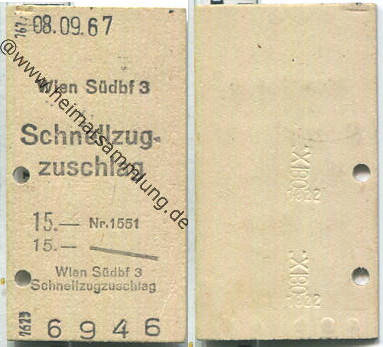 08.09.67
Wien Südbf 3
Schnellzug-
zuschlag
15.— Nr.1551
15.—
Wien Südbf 3
Schnellzugzuschlag
6946
@www.heimatsammlung.de